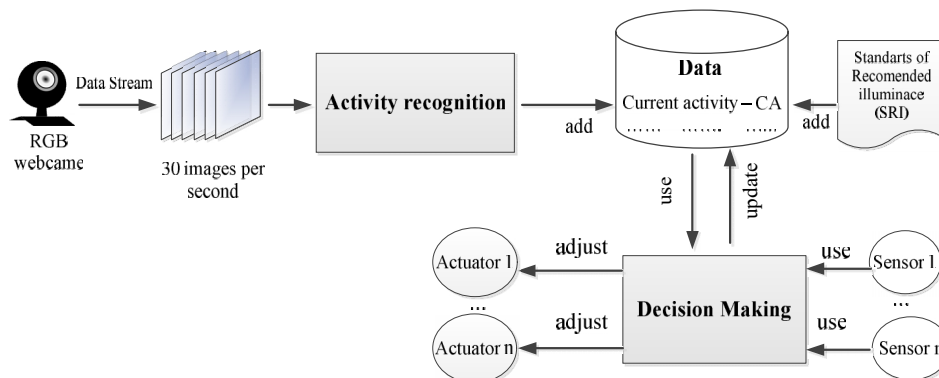 RGB
webcame
Data Stream
30 images per
second
Activity recognition
add
Data
Current activity – CA
...... ....... ......
add
Standarts of
Recomended
illuminace
(SRI)
use
update
Actuator 1
...
Actuator n
adjust
adjust
Decision Making
use
use
Sensor 1
...
Sensor n